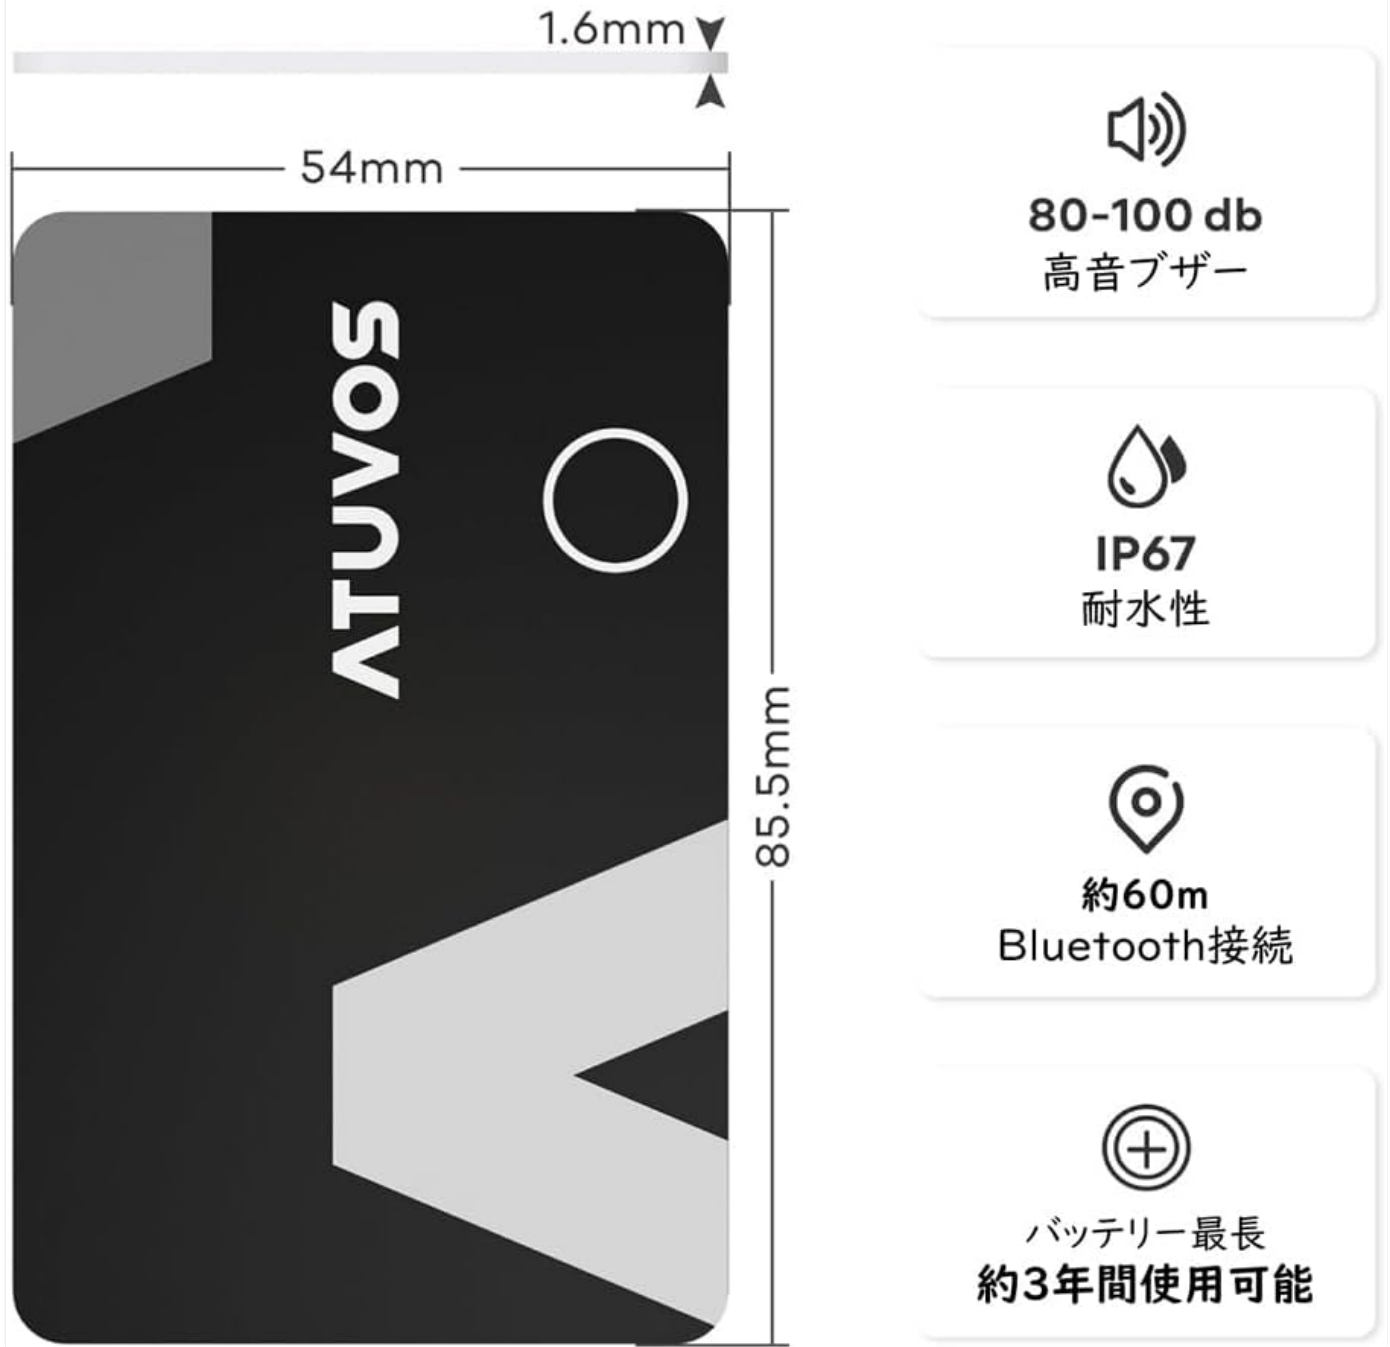 1.6mm
54mm
ATUVOS
85.5mm
80-100 db
高音ブザー
IP67
耐水性
約60m
Bluetooth接続
バッテリー最長
約3年間使用可能